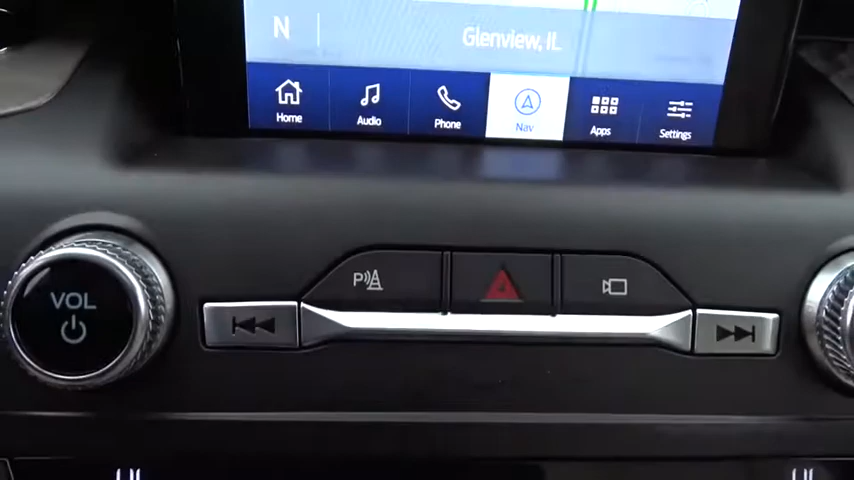 N
Glenview, IL
Home
Audio
Phone
Nav
Apps
Settings
VOL
P